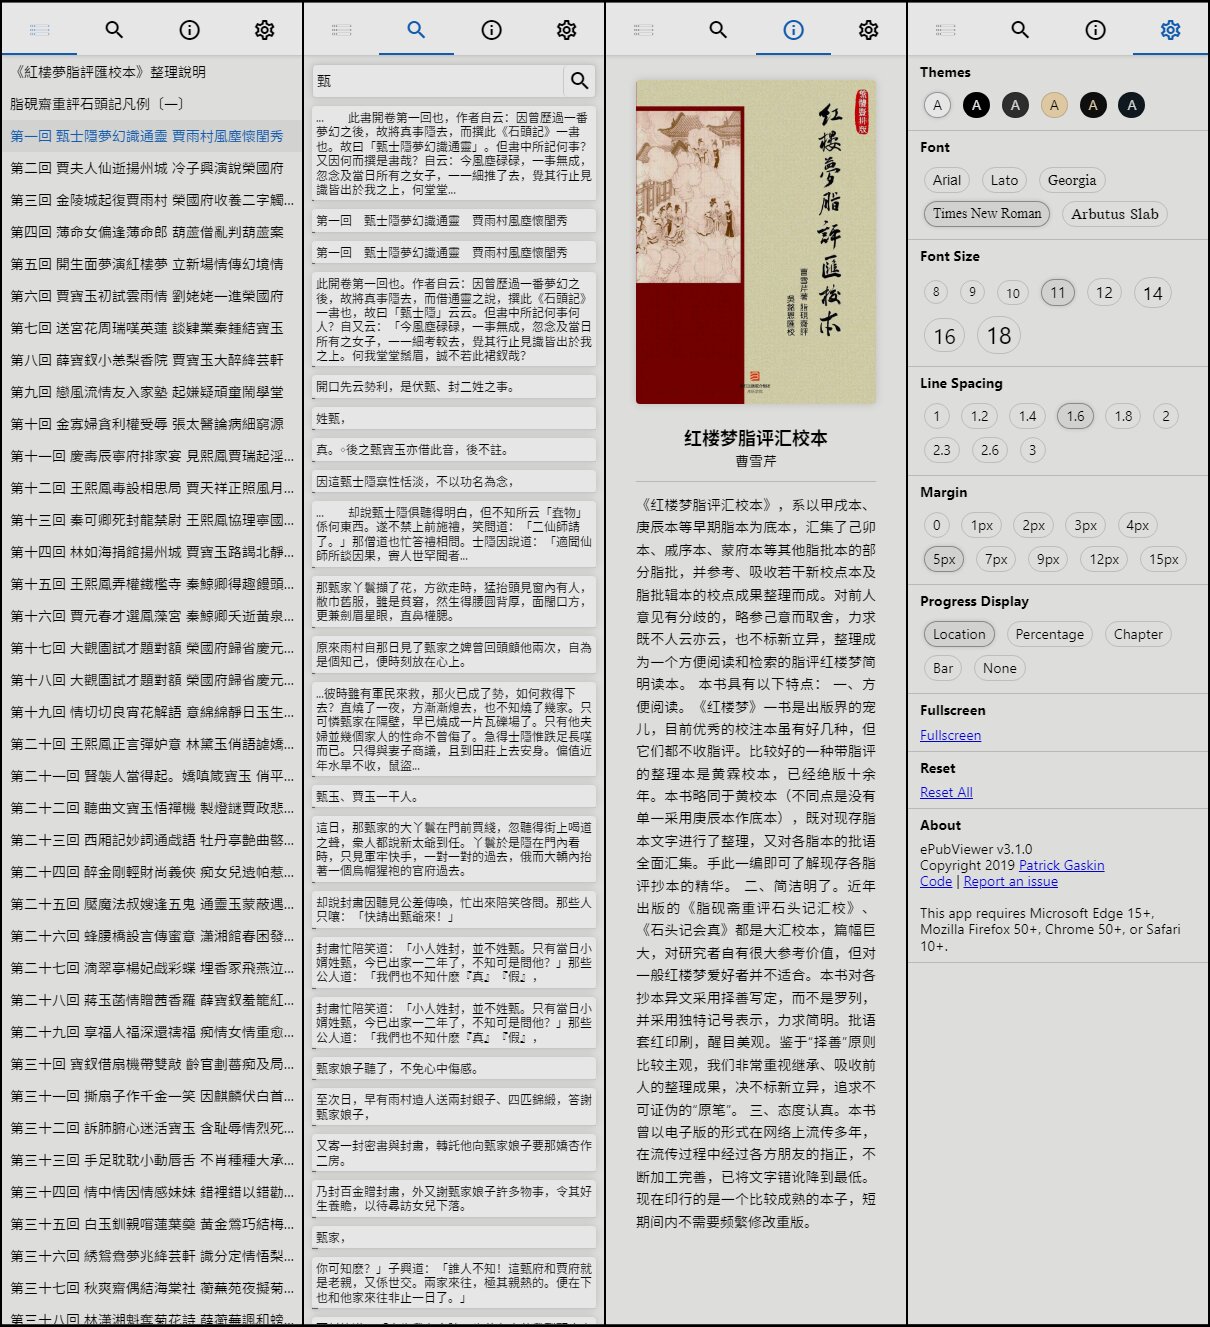 《紅樓夢脂評匯校本》整理說明
脂硯齋重評石頭記凡例〔一〕
第一回 甄士隱夢幻識通靈 賈雨村風塵懷閨秀
第二回 賈夫人仙逝揚州城 冷子興演說榮國府
第三回 金陵城起復賈雨村 榮國府收養二字觸...
第四回 薄命女偏逢薄命郎 葫蘆僧亂判葫蘆案
第五回 開生面夢演紅樓夢 立新場情傳幻境情
第六回 賈寶玉初試雲雨情 劉姥姥一進榮國府
第七回 送宮花周瑞嘆英蓮 談肄業秦鍾結寶玉
第八回 薛寶釵小恙梨香院 賈寶玉大醉絳芸軒
第九回 戀風流情友入家塾 起嫌疑頑童鬧學堂
第十回 金寡婦貪利權受辱 張太醫論病細窮源
第十一回 慶壽辰寧府排家宴 見熙鳳賈瑞起淫...
第十二回 王熙鳳毒設相思局 賈天祥正照風月...
第十三回 秦可卿死封龍禁尉 王熙鳳協理寧國...
第十四回 林如海捐館揚州城 賈寶玉路謁北靜...
第十五回 王熙鳳弄權鐵檻寺 秦鯨卿得趣饅頭...
第十六回 賈元春才選鳳藻宮 秦鯨卿夭逝黃泉...
第十七回 大觀園試才題對額 榮國府歸省慶元...
第十八回 大觀園試才題對額 榮國府歸省慶元...
第十九回 情切切良宵花解語 意綿綿靜日玉生...
第二十回 王熙鳳正言彈妒意 林黛玉俏語謔嬌...
第二十一回 賢襲人當得起。嬌嗔箴寶玉 俏平...
第二十二回 聽曲文寶玉悟禪機 製燈謎賈政悲...
第二十三回 西廂記妙詞通戲語 牡丹亭艷曲警...
第二十四回 醉金剛輕財尚義俠 痴女兒遺帕惹...
第二十五回 魘魔法叔嫂逢五鬼 通靈玉蒙蔽遇...
第二十六回 蜂腰橋設言傳蜜意 瀟湘館春困發...
第二十七回 滴翠亭楊妃戲彩蝶 埋香冢飛燕泣...
第二十八回 蔣玉菡情贈茜香羅 薛寶釵羞籠紅...
第二十九回 享福人福深還禱福 痴情女情重愈...
第三十回 寶釵借扇機帶雙敲 齡官劃薔痴及局...
第三十一回 撕扇子作千金一笑 因麒麟伏白首...
第三十二回 訴肺腑心迷活寶玉 含耻辱情烈死...
第三十三回 手足耽耽小動唇舌 不肖種種大承...
第三十四回 情中情因情感妹妹 錯裡錯以錯勸...
第三十五回 白玉釧親嚐蓮葉羹 黃金鶯巧結梅...
第三十六回 綉鴛鴦夢兆絳芸軒 識分定情悟梨...
第三十七回 秋爽齋偶結海棠社 蘅蕪苑夜擬菊...
第三十八回 林瀟湘魁奪菊花詩 薛蘅蕪諷和螃...
甄
... 此書開卷第一回也，作者自云：因曾歷過一番
夢幻之後，故將真事隱去，而撰此《石頭記》一書
也。故曰「甄士隱夢幻識通靈」。但書中所記何事？
又因何而撰是書哉？自云：今風塵碌碌，一事無成，
忽念及當日所有之女子，一一細推了去，覺其行止見
識皆出於我之上，何堂堂...
第一回 甄士隱夢幻識通靈 賈雨村風塵懷閨秀
第一回 甄士隱夢幻識通靈 賈雨村風塵懷閨秀
此開卷第一回也。作者自云：因曾歷過一番夢幻之
後，故將真事隱去，而借通靈之說，撰此《石頭記》
一書也，故曰「甄士隱」云云。但書中所記何事何
人？自又云：「今風塵碌碌，一事無成，忽念及當日
所有之女子，一一細考較去，覺其行止見識皆出於我
之上。何我堂堂鬚眉，誠不若此裙釵哉？
開口先云勢利，是伏甄、封二姓之事。
姓甄，
真。○後之甄寶玉亦借此音，後不註。
因這甄士隱稟性恬淡，不以功名為念，
... 却說甄士隱俱聽得明白，但不知所云「蠢物」
係何東西。遂不禁上前施禮，笑問道：「二仙師請
了。」那僧道也忙答禮相問。士隱因說道：「適聞仙
師所談因果，實人世罕聞者...
那甄家丫鬟擷了花，方欲走時，猛抬頭見窗內有人，
敝巾舊服，雖是貧窘，然生得腰圓背厚，面闊口方，
更兼劍眉星眼，直鼻權腮。
原來雨村自那日見了甄家之婢曾回頭顧他兩次，自為
是個知己，便時刻放在心上。
...彼時雖有軍民來救，那火已成了勢，如何救得下
去？直燒了一夜，方漸漸熄去，也不知燒了幾家。只
可憐甄家在隔壁，早已燒成一片瓦礫場了。只有他夫
婦並幾個家人的性命不曾傷了。急得士隱惟跌足長嘆
而已。只得與妻子商議，且到田莊上去安身。偏值近
年水旱不收，鼠盜...
甄玉、賈玉一干人。
這日，那甄家的大丫鬟在門前買綫，忽聽得街上喝道
之聲，衆人都說新太爺到任。丫鬟於是隱在門內看
時，只見軍牢快手，一對一對的過去，俄而大轎內抬
著一個烏帽猩袍的官府過去。
却說封肅因聽見公差傳喚，忙出來陪笑啓問。那些人
只嚷：「快請出甄爺來！」
封肅忙陪笑道：「小人姓封，並不姓甄。只有當日小
婿姓甄，今已出家一二年了，不知可是問他？」那些
公人道：「我們也不知什麽『真』『假』，
封肅忙陪笑道：「小人姓封，並不姓甄。只有當日小
婿姓甄，今已出家一二年了，不知可是問他？」那些
公人道：「我們也不知什麽『真』『假』，
甄家娘子聽了，不免心中傷感。
至次日，早有雨村遣人送兩封銀子、四匹錦緞，答謝
甄家娘子，
又寄一封密書與封肅，轉託他向甄家娘子要那嬌杏作
二房。
乃封百金贈封肅，外又謝甄家娘子許多物事，令其好
生養贍，以待尋訪女兒下落。
甄家，
你可知麽？」子興道：「誰人不知！這甄府和賈府就
是老親，又係世交。兩家來往，極其親熱的。便在下
也和他家來往非止一日了。」
繁體豎排版
紅樓夢脂評匯校本
曹雪芹著 脂硯齋評
吳銘恩匯校
红楼梦脂评汇校本
曹雪芹
《红楼梦脂评汇校本》，系以甲戌本、
庚辰本等早期脂本为底本，汇集了己卯
本、戚序本、蒙府本等其他脂批本的部
分脂批，并参考、吸收若干新校点本及
脂批辑本的校点成果整理而成。对前人
意见有分歧的，略参己意而取舍，力求
既不人云亦云，也不标新立异，整理成
为一个方便阅读和检索的脂评红楼梦简
明读本。 本书具有以下特点： 一、方
便阅读。《红楼梦》一书是出版界的宠
儿，目前优秀的校注本虽有好几种，但
它们都不收脂评。比较好的一种带脂评
的整理本是黄霖校本，已经绝版十余
年。本书略同于黄校本（不同点是没有
单一采用庚辰本作底本），既对现存脂
本文字进行了整理，又对各脂本的批语
全面汇集。手此一编即可了解现存各脂
评抄本的精华。 二、简洁明了。近年
出版的《脂砚斋重评石头记汇校》、
《石头记会真》都是大汇校本，篇幅巨
大，对研究者自有很大参考价值，但对
一般红楼梦爱好者并不适合。本书对各
抄本异文采用择善写定，而不是罗列，
并采用独特记号表示，力求简明。批语
套红印刷，醒目美观。鉴于“择善”原则
比较主观，我们非常重视继承、吸收前
人的整理成果，决不标新立异，追求不
可证伪的“原笔”。 三、态度认真。本书
曾以电子版的形式在网络上流传多年，
在流传过程中经过各方朋友的指正，不
断加工完善，已将文字错讹降到最低。
现在印行的是一个比较成熟的本子，短
期间内不需要频繁修改重版。
Themes
A A A A A A
Font
Arial Lato Georgia
Times New Roman Arbutus Slab
Font Size
8 9 10 11 12 14
16 18
Line Spacing
1 1.2 1.4 1.6 1.8 2
2.3 2.6 3
Margin
0 1px 2px 3px 4px
5px 7px 9px 12px 15px
Progress Display
Location Percentage Chapter
Bar None
Fullscreen
Fullscreen
Reset
Reset All
About
ePubViewer v3.1.0
Copyright 2019 Patrick Gaskin
Code | Report an issue
This app requires Microsoft Edge 15+,
Mozilla Firefox 50+, Chrome 50+, or Safari
10+.